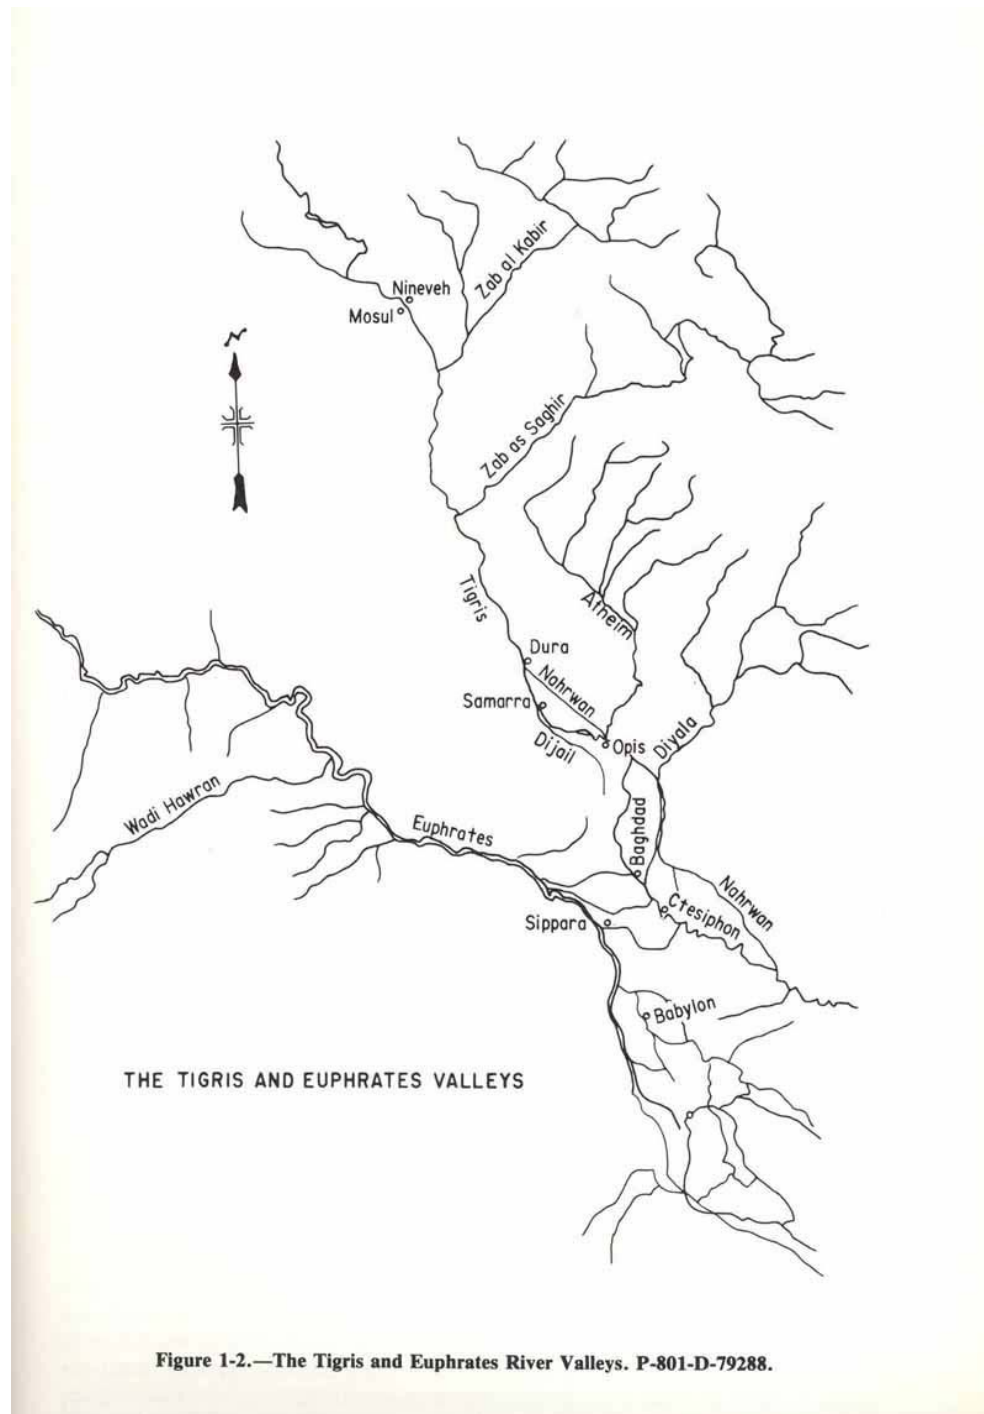 N
Zab al Kabir
Nineveh
Mosul
Zab as Saghir
Tigris
Atheim
Dura
Nahrwan
Samarra
Dijail
Opis
Diyala
Wadi Hawran
Euphrates
Baghdad
Nahrwan
Ctesiphon
Sippara
Babylon
THE TIGRIS AND EUPHRATES VALLEYS
Figure 1-2.—The Tigris and Euphrates River Valleys. P-801-D-79288.